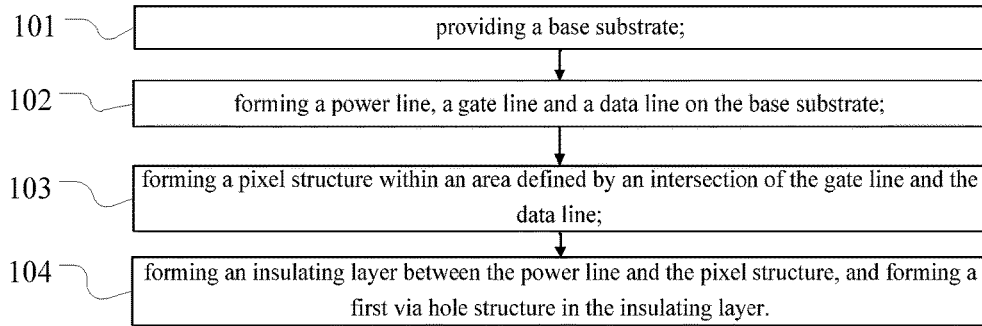 101
providing a base substrate;
102
forming a power line, a gate line and a data line on the base substrate;
103
forming a pixel structure within an area defined by an intersection of the gate line and the
data line;
104
forming an insulating layer between the power line and the pixel structure, and forming a
first via hole structure in the insulating layer.